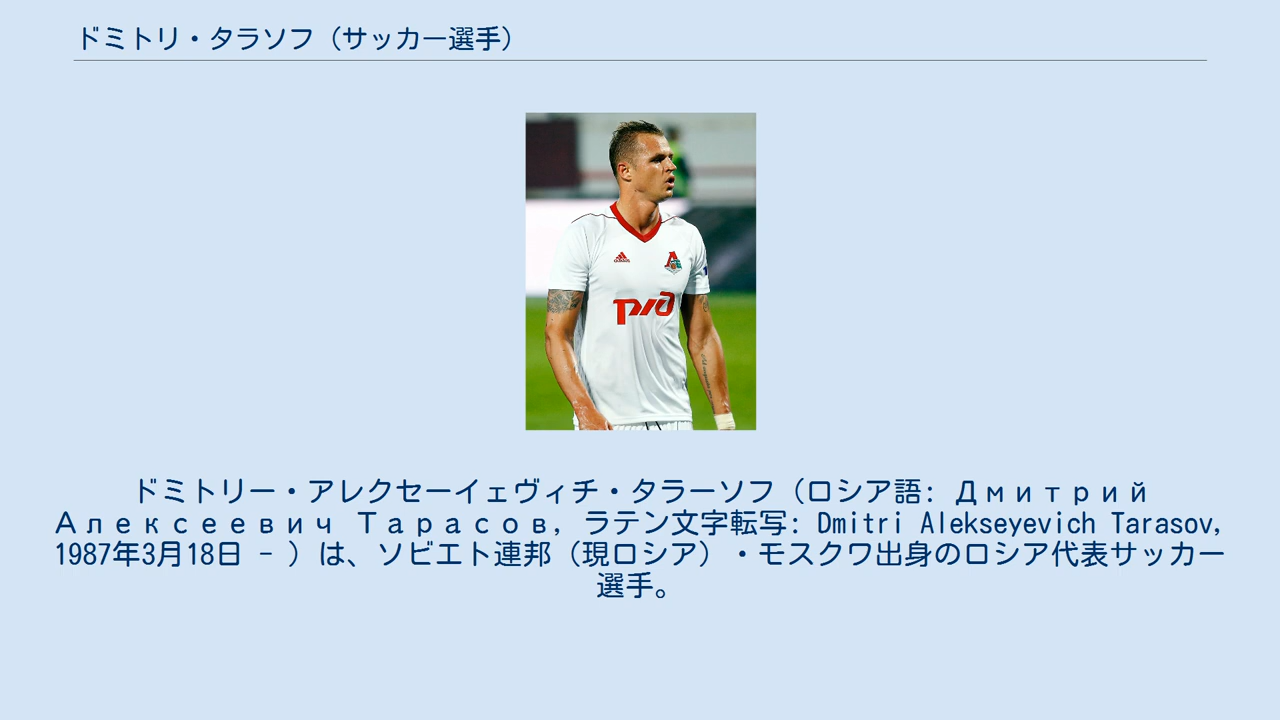 ドミトリ・タラソフ（サッカー選手）
adidas
ржд
ドミトリー・アレクセーイェヴィチ・タラーソフ（ロシア語: Дмитрий
Алексеевич Тарасов, ラテン文字転写: Dmitri Alekseyevich Tarasov,
1987年3月18日 - ）は、ソビエト連邦（現ロシア）・モスクワ出身のロシア代表サッカー
選手。